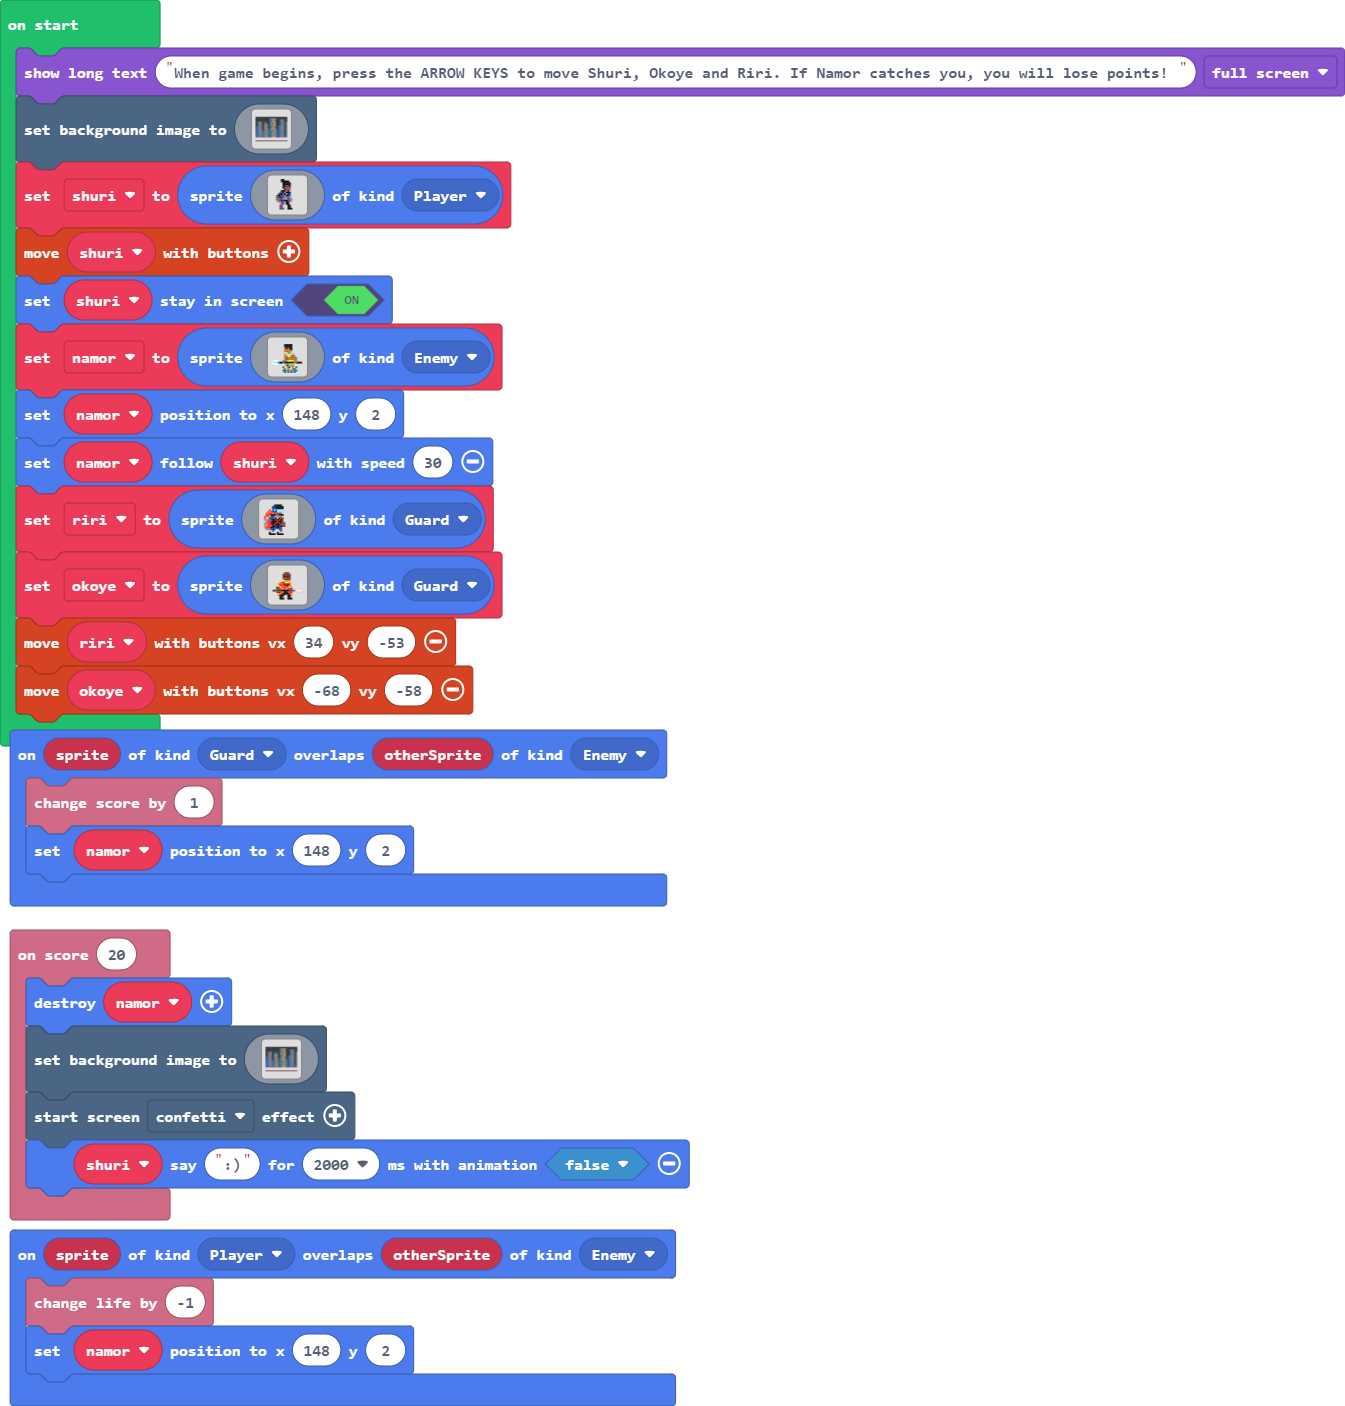 on start
show long text "When game begins, press the ARROW KEYS to move Shuri, Okoye and Riri. If Namor catches you, you will lose points! " full screen
set background image to
set shuri to sprite of kind Player
move shuri with buttons
set shuri stay in screen ON
set namor to sprite of kind Enemy
set namor position to x 148 y 2
set namor follow shuri with speed 30
set riri to sprite of kind Guard
set okoye to sprite of kind Guard
move riri with buttons vx 34 vy -53
move okoye with buttons vx -68 vy -58
on sprite of kind Guard overlaps otherSprite of kind Enemy
change score by 1
set namor position to x 148 y 2
on score 20
destroy namor
set background image to
start screen confetti effect
shuri say ":)" for 2000 ms with animation false
on sprite of kind Player overlaps otherSprite of kind Enemy
change life by -1
set namor position to x 148 y 2